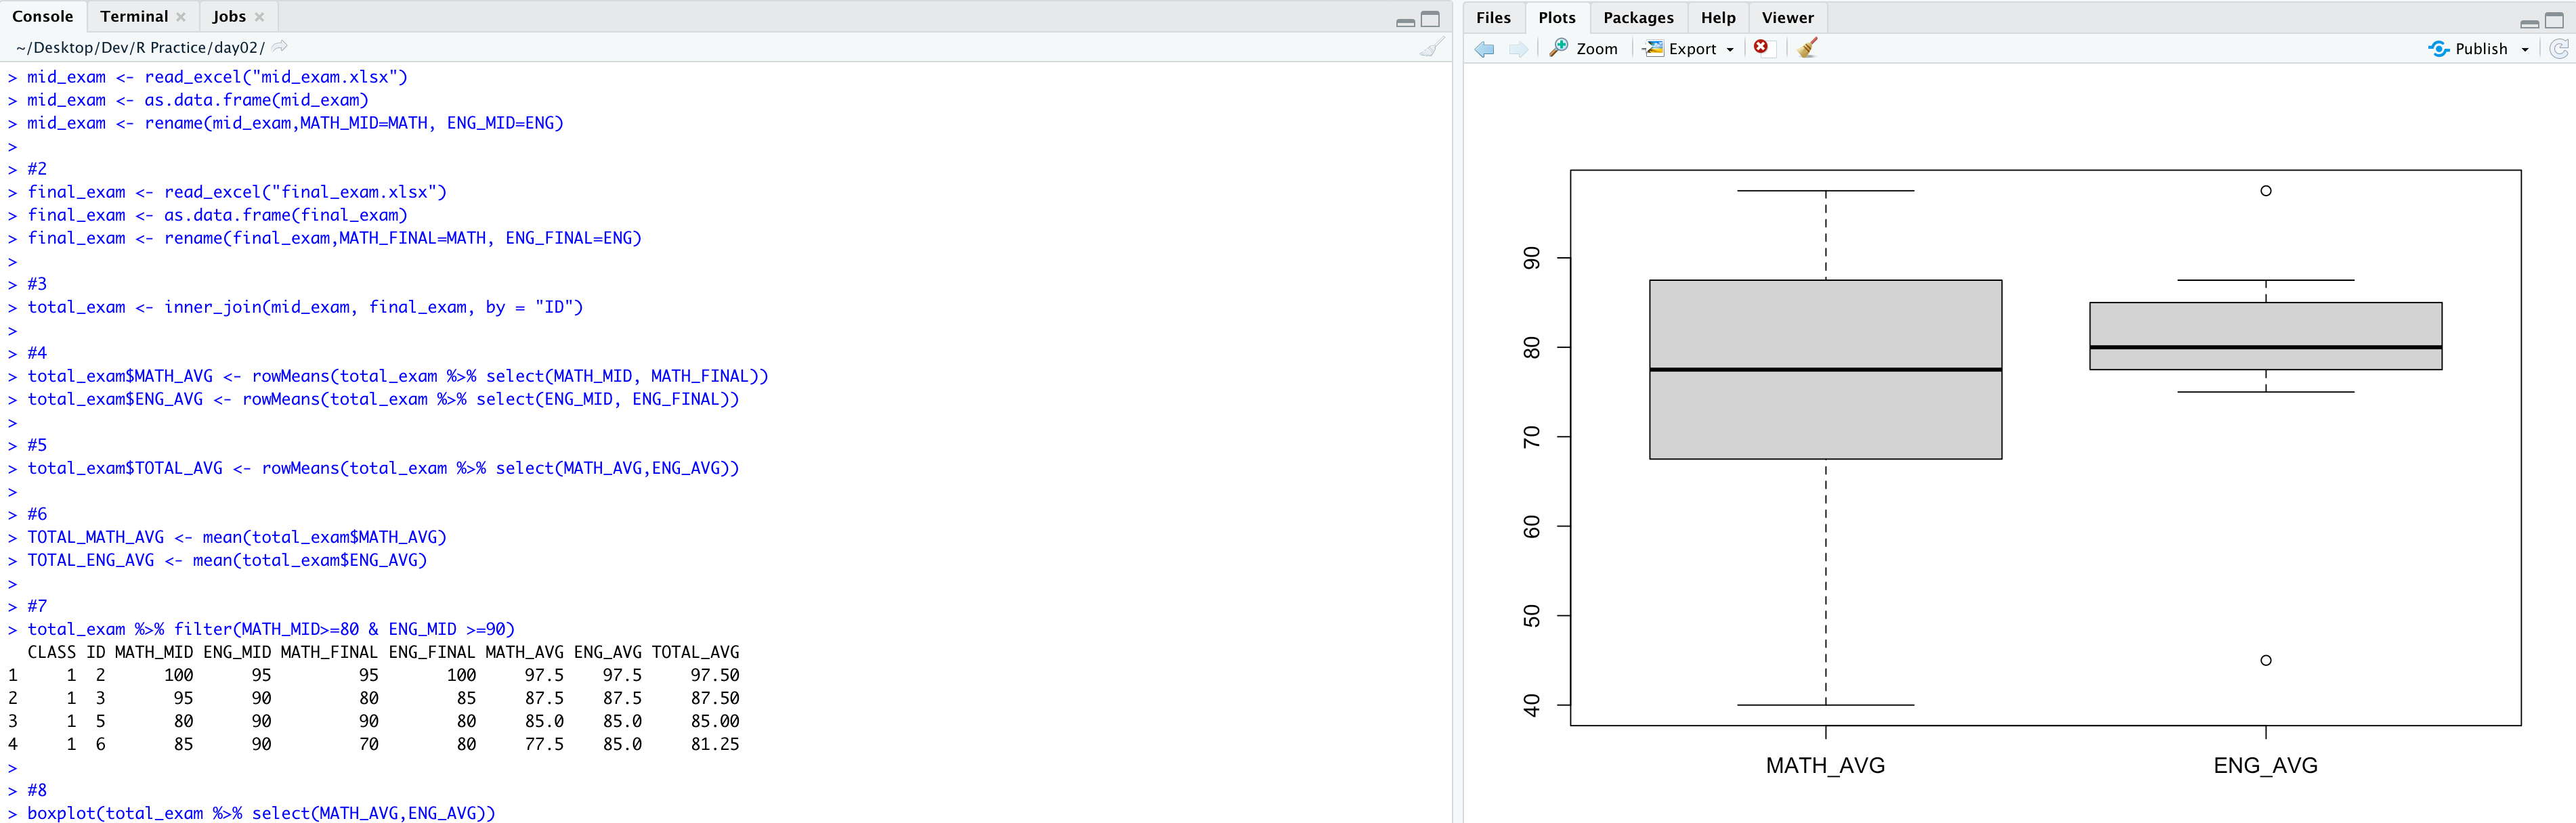 Console Terminal Jobs
~/Desktop/Dev/R Practice/day02/
> mid_exam <- read_excel("mid_exam.xlsx")
> mid_exam <- as.data.frame(mid_exam)
> mid_exam <- rename(mid_exam,MATH_MID=MATH, ENG_MID=ENG)
>
> #2
> final_exam <- read_excel("final_exam.xlsx")
> final_exam <- as.data.frame(final_exam)
> final_exam <- rename(final_exam,MATH_FINAL=MATH, ENG_FINAL=ENG)
>
> #3
> total_exam <- inner_join(mid_exam, final_exam, by = "ID")
>
> #4
> total_exam$MATH_AVG <- rowMeans(total_exam %>% select(MATH_MID, MATH_FINAL))
> total_exam$ENG_AVG <- rowMeans(total_exam %>% select(ENG_MID, ENG_FINAL))
>
> #5
> total_exam$TOTAL_AVG <- rowMeans(total_exam %>% select(MATH_AVG,ENG_AVG))
>
> #6
> TOTAL_MATH_AVG <- mean(total_exam$MATH_AVG)
> TOTAL_ENG_AVG <- mean(total_exam$ENG_AVG)
>
> #7
> total_exam %>% filter(MATH_MID>=80 & ENG_MID >=90)
CLASS ID MATH_MID ENG_MID MATH_FINAL ENG_FINAL MATH_AVG ENG_AVG TOTAL_AVG
1 1 2 100 95 95 100 97.5 97.5 97.50
2 1 3 95 90 80 85 87.5 87.5 87.50
3 1 5 80 90 90 80 85.0 85.0 85.00
4 1 6 85 90 70 80 77.5 85.0 81.25
>
> #8
> boxplot(total_exam %>% select(MATH_AVG,ENG_AVG))
Files Plots Packages Help Viewer
Zoom Export Publish
90
80
70
60
50
40
MATH_AVG ENG_AVG